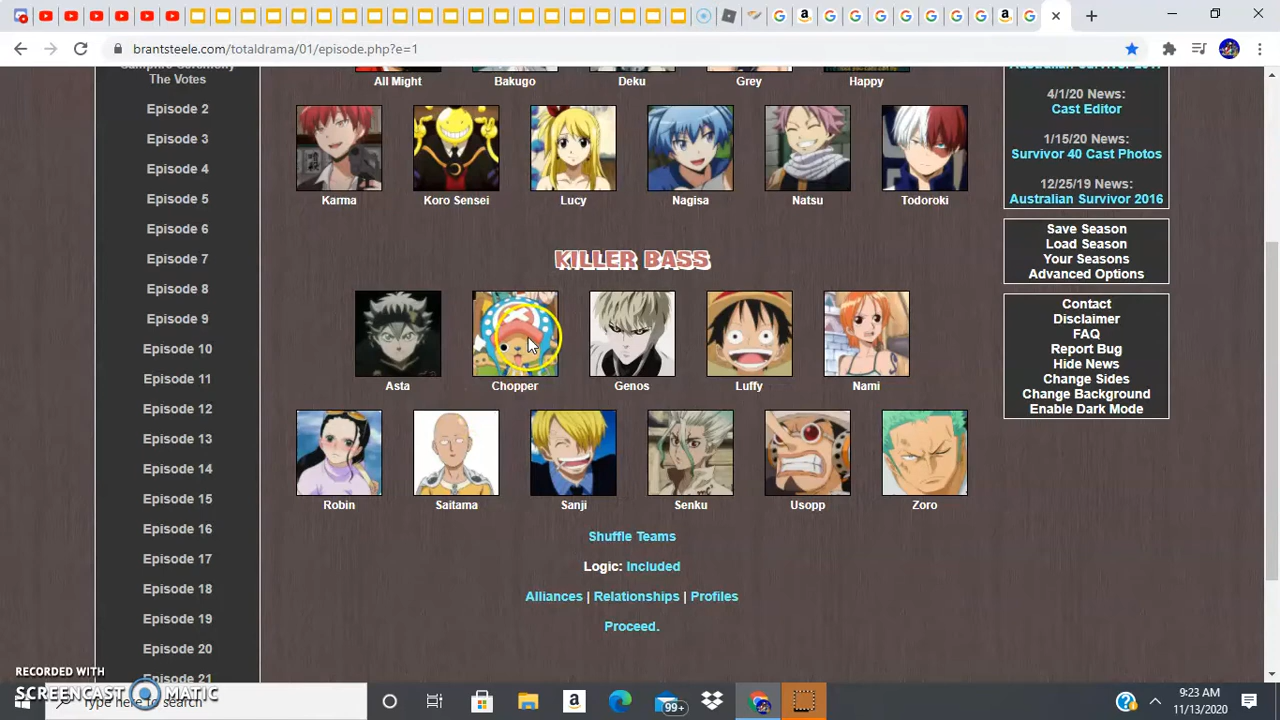 brantsteele.com/totaldrama/01/episode.php?e=1
The Votes
Episode 2
Episode 3
Episode 4
Episode 5
Episode 6
Episode 7
Episode 8
Episode 9
Episode 10
Episode 11
Episode 12
Episode 13
Episode 14
Episode 15
Episode 16
Episode 17
Episode 18
Episode 19
Episode 20
Episode 21
All Might
Bakugo
Deku
Grey
Happy
Karma
Koro Sensei
Lucy
Nagisa
Natsu
Todoroki
KILLER BASS
Asta
Chopper
Genos
Luffy
Nami
Robin
Saitama
Sanji
Senku
Usopp
Zoro
Shuffle Teams
Logic: Included
Alliances | Relationships | Profiles
Proceed.
4/1/20 News:
Cast Editor
1/15/20 News:
Survivor 40 Cast Photos
12/25/19 News:
Australian Survivor 2016
Save Season
Load Season
Your Seasons
Advanced Options
Contact
Disclaimer
FAQ
Report Bug
Hide News
Change Sides
Change Background
Enable Dark Mode
RECORDED WITH
SCREENCAST MATIC
Type here to search
99+
9:23 AM
11/13/2020